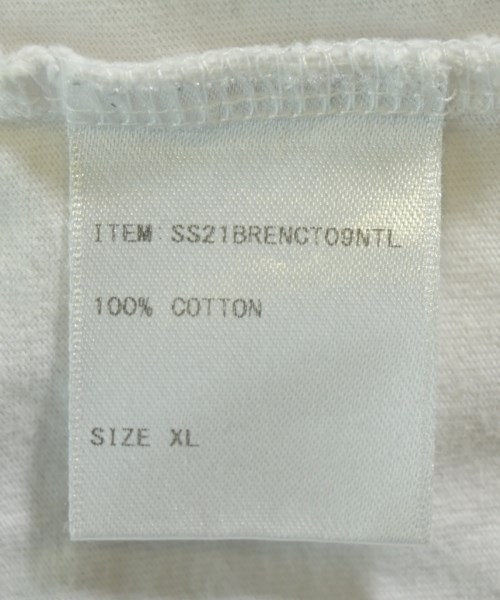 ITEM SS21BRENCT09NTL
100% COTTON
SIZE XL